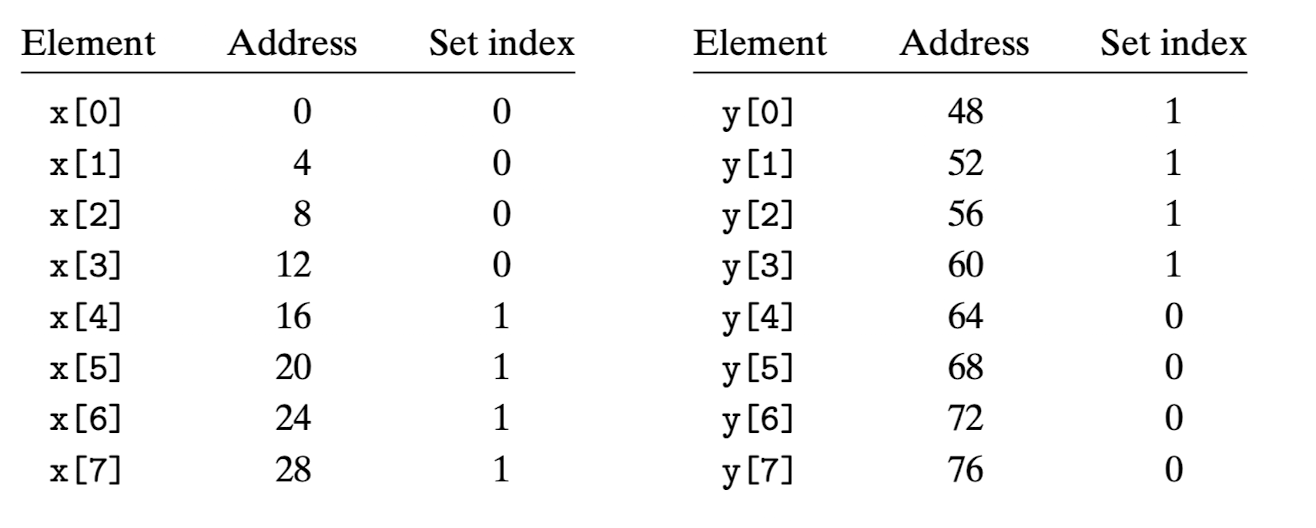 Element Address Set index Element Address Set index
x[0] 0 0 y[0] 48 1
x[1] 4 0 y[1] 52 1
x[2] 8 0 y[2] 56 1
x[3] 12 0 y[3] 60 1
x[4] 16 1 y[4] 64 0
x[5] 20 1 y[5] 68 0
x[6] 24 1 y[6] 72 0
x[7] 28 1 y[7] 76 0